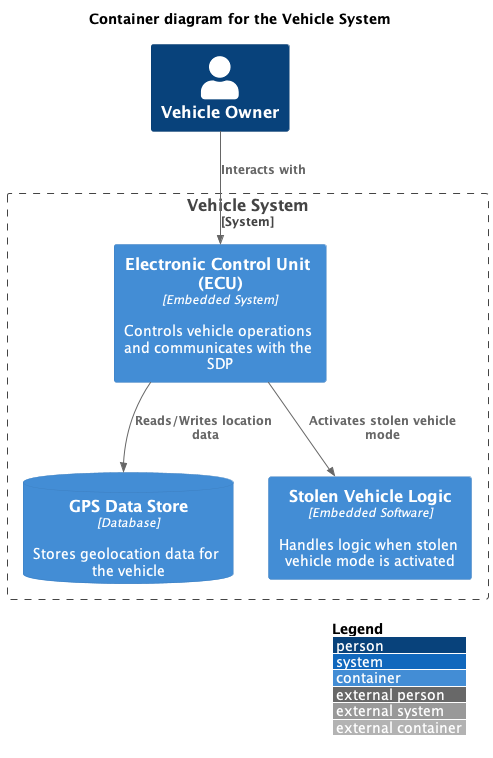 Container diagram for the Vehicle System
Vehicle Owner
Interacts with
Vehicle System
[System]
Electronic Control Unit
(ECU)
[Embedded System]
Controls vehicle operations
and communicates with the
SDP
Reads/Writes location
data
Activates stolen vehicle
mode
GPS Data Store
[Database]
Stores geolocation data for
the vehicle
Stolen Vehicle Logic
[Embedded Software]
Handles logic when stolen
vehicle mode is activated
Legend
person
system
container
external person
external system
external container